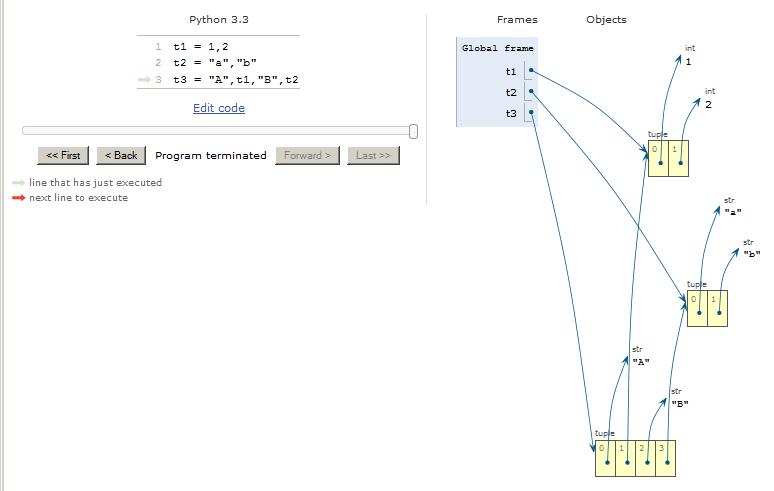 Python 3.3
1 t1 = 1,2
2 t2 = "a","b"
3 t3 = "A",t1,"B",t2
Edit code
<< First
< Back
Program terminated
Forward >
Last >>
line that has just executed
next line to execute
Frames
Objects
Global frame
t1
t2
t3
int
1
int
2
tuple
0 1
str
"a"
str
"b"
tuple
0 1
str
"A"
str
"B"
tuple
0 1 2 3